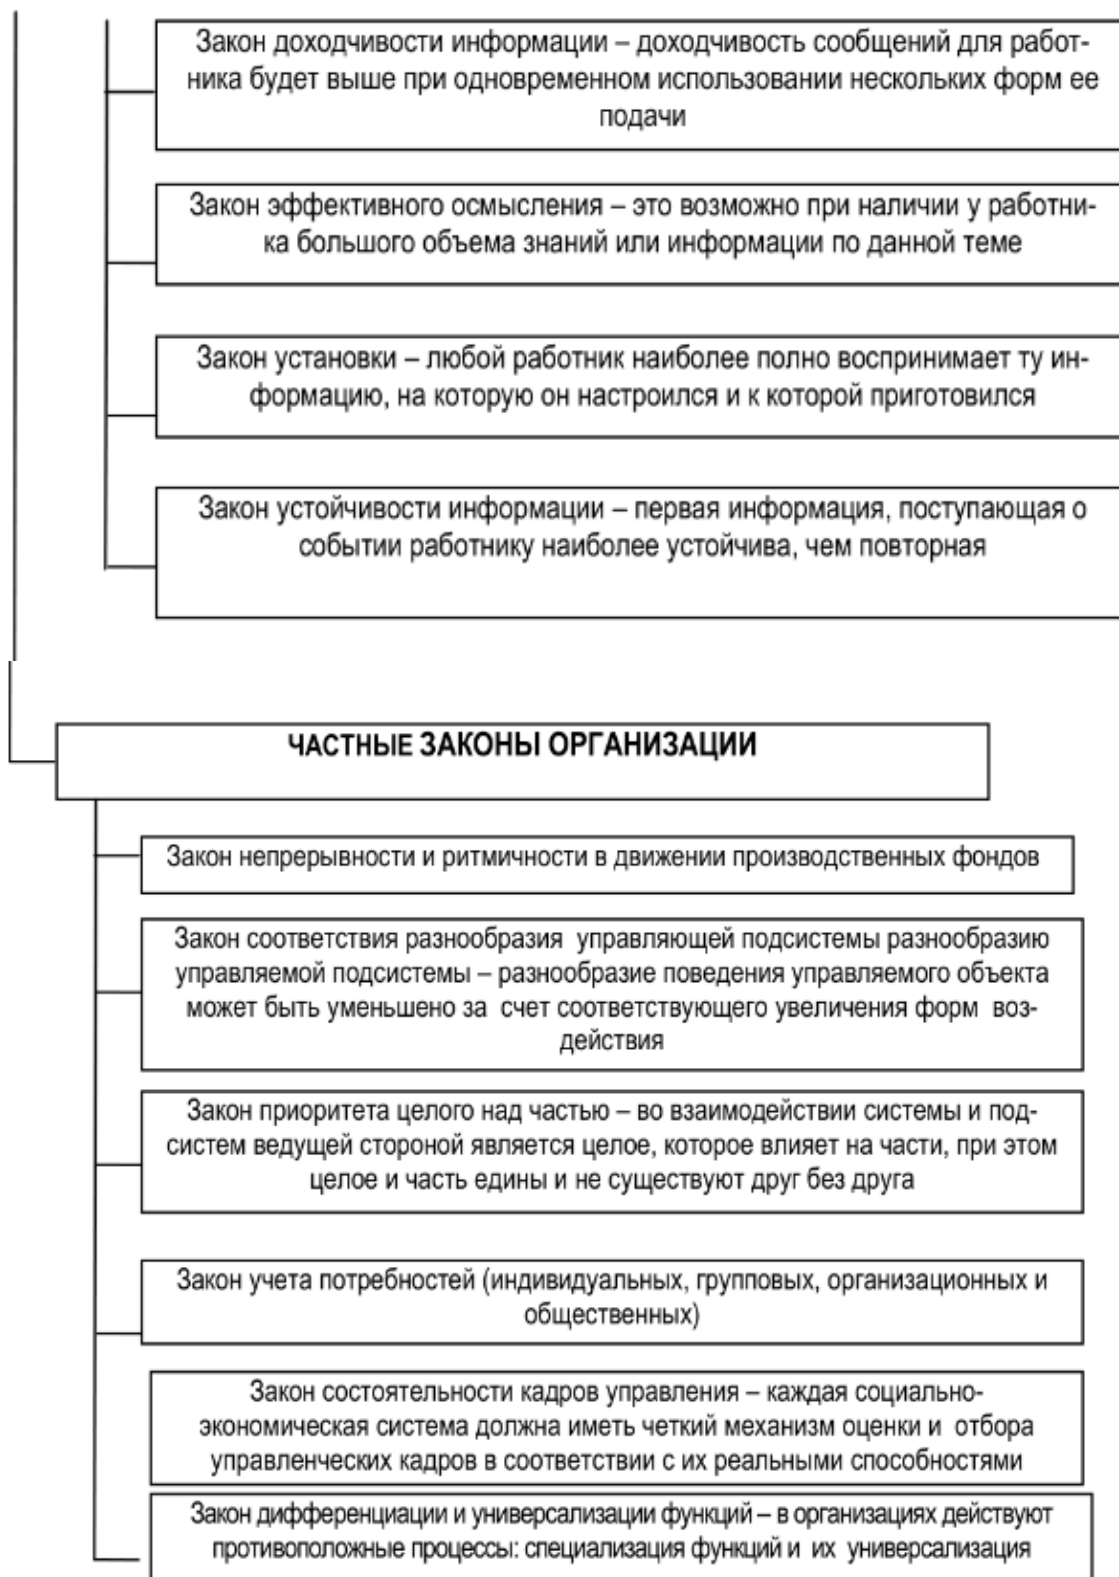 Закон доходчивости информации – доходчивость сообщений для работ-
ника будет выше при одновременном использовании нескольких форм ее
подачи
Закон эффективного осмысления – это возможно при наличии у работни-
ка большого объема знаний или информации по данной теме
Закон установки – любой работник наиболее полно воспринимает ту ин-
формацию, на которую он настроился и к которой приготовился
Закон устойчивости информации – первая информация, поступающая о
событии работнику наиболее устойчива, чем повторная
ЧАСТНЫЕ ЗАКОНЫ ОРГАНИЗАЦИИ
Закон непрерывности и ритмичности в движении производственных фондов
Закон соответствия разнообразия управляющей подсистемы разнообразию
управляемой подсистемы – разнообразие поведения управляемого объекта
может быть уменьшено за счет соответствующего увеличения форм воз-
действия
Закон приоритета целого над частью – во взаимодействии системы и под-
систем ведущей стороной является целое, которое влияет на части, при этом
целое и часть едины и не существуют друг без друга
Закон учета потребностей (индивидуальных, групповых, организационных и
общественных)
Закон состоятельности кадров управления – каждая социально-
экономическая система должна иметь четкий механизм оценки и отбора
управленческих кадров в соответствии с их реальными способностями
Закон дифференциации и универсализации функций – в организациях действуют
противоположные процессы: специализация функций и их универсализация